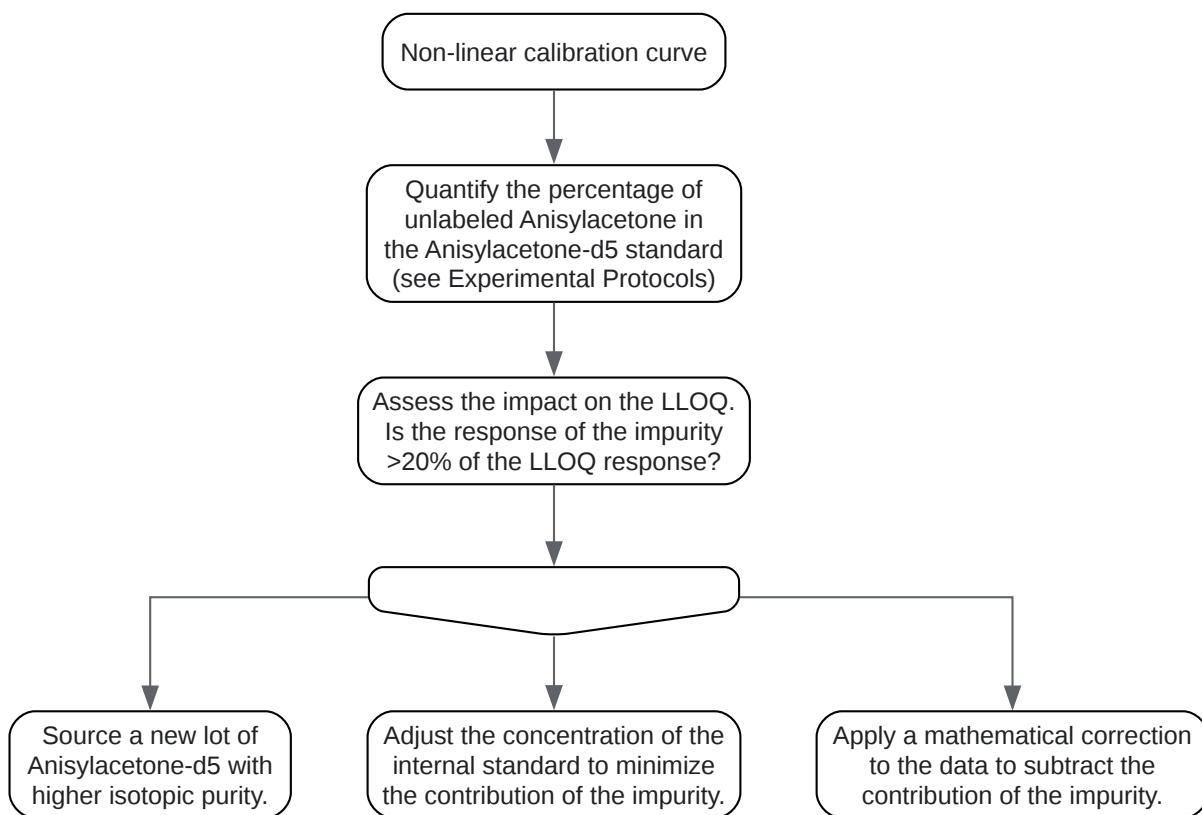 Non-linear calibration curve
Quantify the percentage of
unlabeled Anisylacetone in
the Anisylacetone-d5 standard
(see Experimental Protocols)
Assess the impact on the LLOQ.
Is the response of the impurity
>20% of the LLOQ response?
Source a new lot of
Anisylacetone-d5 with
higher isotopic purity.
Adjust the concentration of the
internal standard to minimize
the contribution of the impurity.
Apply a mathematical correction
to the data to subtract the
contribution of the impurity.